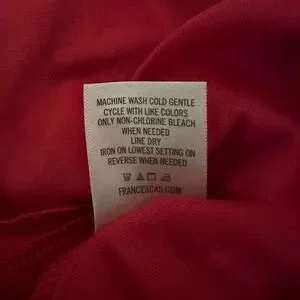 MACHINE WASH COLD GENTLE
CYCLE WITH LIKE COLORS
ONLY NON-CHLORINE BLEACH
WHEN NEEDED
LINE DRY
IRON ON LOWEST SETTING ON
REVERSE WHEN NEEDED
FRANCESCAS.COM